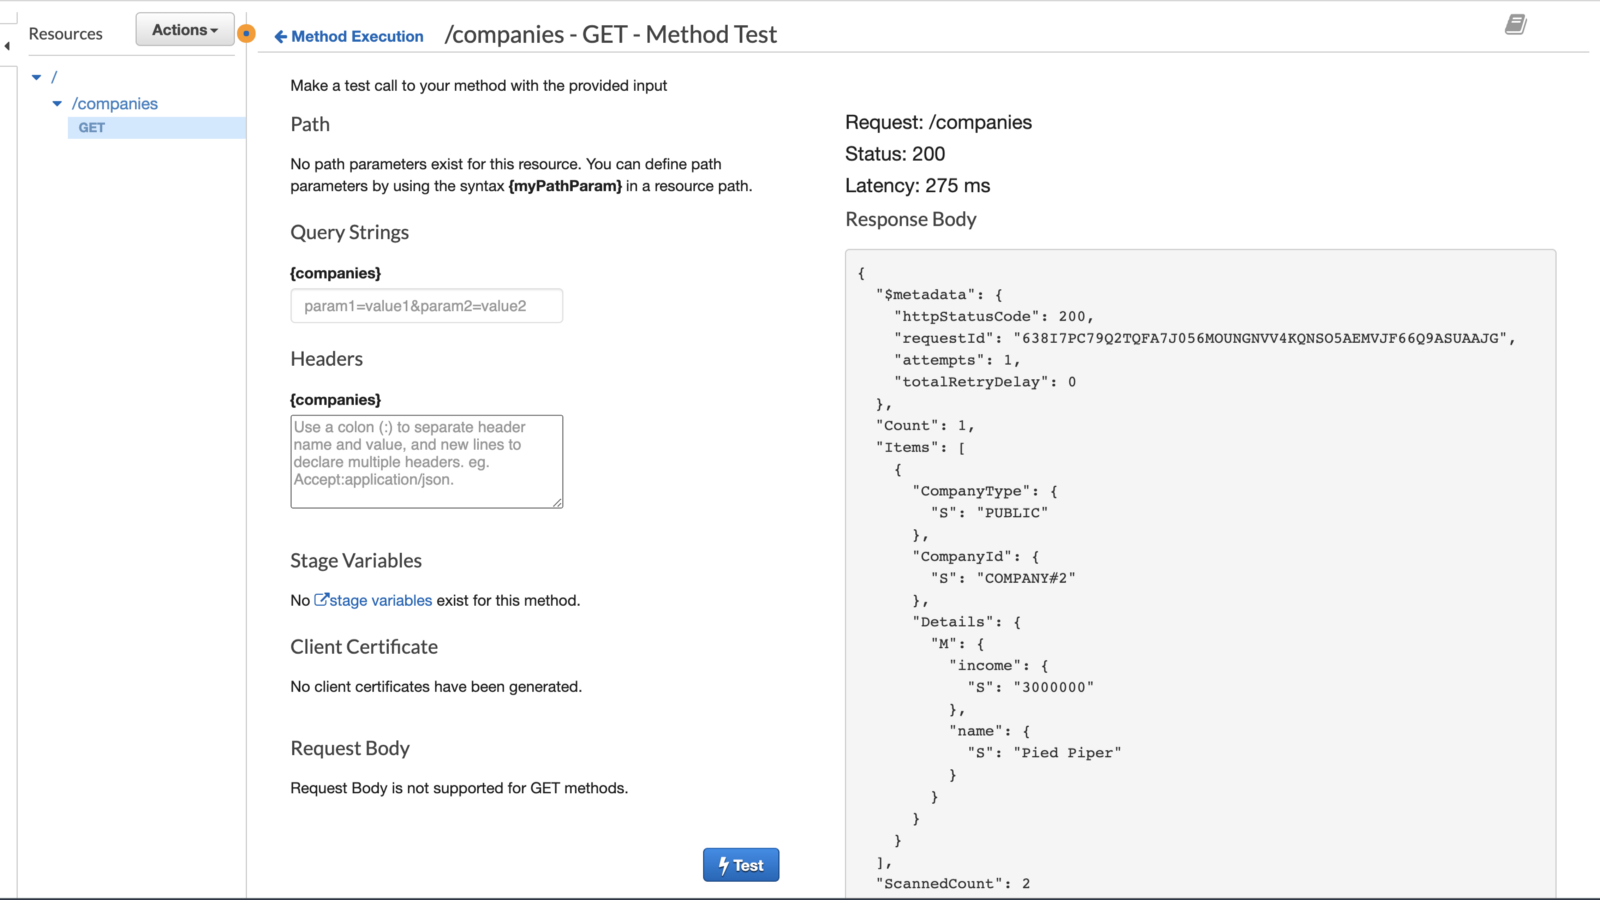 Resources
Actions
Method Execution
/companies - GET - Method Test
/
/companies
GET
Make a test call to your method with the provided input
Path
No path parameters exist for this resource. You can define path
parameters by using the syntax {myPathParam} in a resource path.
Query Strings
{companies}
param1=value1&param2=value2
Headers
{companies}
Use a colon (:) to separate header
name and value, and new lines to
declare multiple headers. eg.
Accept:application/json.
Stage Variables
No stage variables exist for this method.
Client Certificate
No client certificates have been generated.
Request Body
Request Body is not supported for GET methods.
Test
Request: /companies
Status: 200
Latency: 275 ms
Response Body
{
"$metadata": {
"httpStatusCode": 200,
"requestId": "638I7PC79Q2TQFA7J056MOUNGNVV4KQNSO5AEMVJF66Q9ASUAAJG",
"attempts": 1,
"totalRetryDelay": 0
},
"Count": 1,
"Items": [
{
"CompanyType": {
"S": "PUBLIC"
},
"CompanyId": {
"S": "COMPANY#2"
},
"Details": {
"M": {
"income": {
"S": "3000000"
},
"name": {
"S": "Pied Piper"
}
}
}
}
],
"ScannedCount": 2